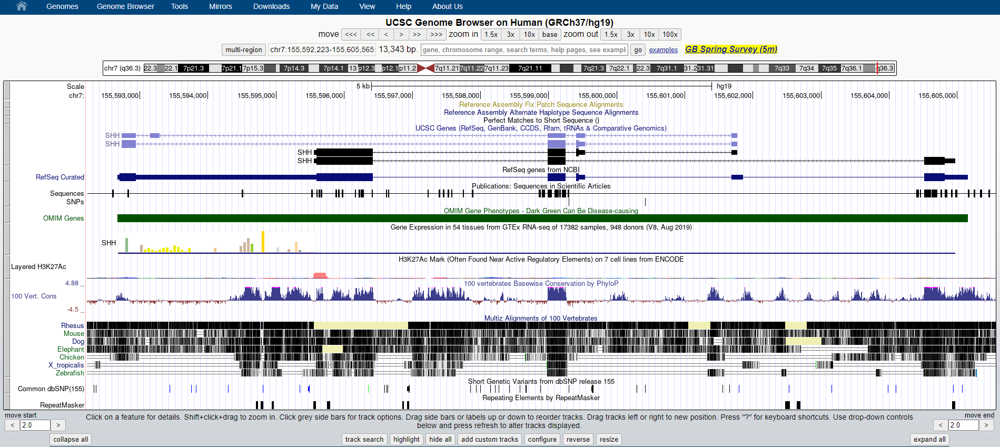 Genomes Genome Browser Tools Mirrors Downloads My Data View Help About Us
UCSC Genome Browser on Human (GRCh37/hg19)
move <<< << < > >> >>> zoom in 1.5x 3x 10x base zoom out 1.5x 3x 10x 100x
multi-region chr7:155,592,223-155,605,565 13,343 bp. gene, chromosome range, search terms, help pages, see exampl go examples GB Spring Survey (5m)
chr7 (q36.3) 22.3 22.1 7p21.3 7p21.1 7p15.3 7p14.3 7p14.1 13 p12.3 p12.1 p11.2 7q11.21 7q11.22 7q11.23 7q21.11 7q21.3 7q22.1 22.3 7q31.1 31.2 31.31 7q33 7q34 7q35 7q36.1 q36.3
Scale 5 kb hg19
chr7: 155,593,000 155,594,000 155,595,000 155,596,000 155,597,000 155,598,000 155,599,000 155,600,000 155,601,000 155,602,000 155,603,000 155,604,000 155,605,000
Reference Assembly Fix Patch Sequence Alignments
Reference Assembly Alternate Haplotype Sequence Alignments
Perfect Matches to Short Sequence ()
UCSC Genes (RefSeq, GenBank, CCDS, Rfam, tRNAs & Comparative Genomics)
SHH
SHH
SHH
SHH
RefSeq genes from NCBI
RefSeq Curated
Publications: Sequences in Scientific Articles
Sequences
SNPs
OMIM Gene Phenotypes - Dark Green Can Be Disease-causing
OMIM Genes
Gene Expression in 54 tissues from GTEx RNA-seq of 17382 samples, 948 donors (V8, Aug 2019)
SHH
H3K27Ac Mark (Often Found Near Active Regulatory Elements) on 7 cell lines from ENCODE
Layered H3K27Ac
100 vertebrates Basewise Conservation by PhyloP
4.88 _
100 Vert. Cons
-4.5 _
Multiz Alignments of 100 Vertebrates
Rhesus
Mouse
Dog
Elephant
Chicken
X_tropicalis
Zebrafish
Short Genetic Variants from dbSNP release 155
Common dbSNP(155)
Repeating Elements by RepeatMasker
RepeatMasker
move start Click on a feature for details. Shift+click+drag to zoom in. Click grey side bars for track options. Drag side bars or labels up or down to reorder tracks. Drag tracks left or right to new position. Press "?" for keyboard shortcuts. Use drop-down controls move end
< 2.0 > below and press refresh to alter tracks displayed. < 2.0 >
collapse all track search highlight hide all add custom tracks configure reverse resize expand all